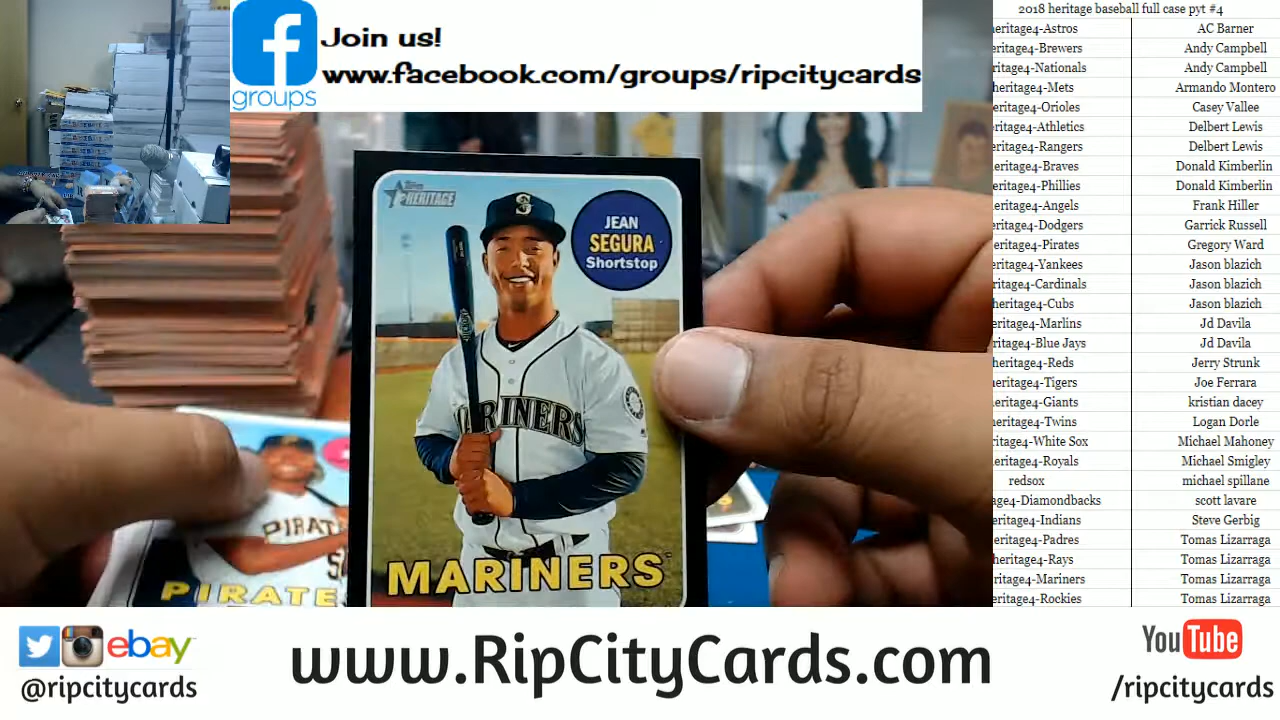 Join us!
www.facebook.com/groups/ripcitycards
groups
2018 heritage baseball full case pyt #4
eritage4-Astros AC Barner
eritage4-Brewers Andy Campbell
ritage4-Nationals Andy Campbell
heritage4-Mets Armando Montero
eritage4-Orioles Casey Vallee
eritage4-Athletics Delbert Lewis
eritage4-Rangers Delbert Lewis
eritage4-Braves Donald Kimberlin
eritage4-Phillies Donald Kimberlin
eritage4-Angels Frank Hiller
eritage4-Dodgers Garrick Russell
eritage4-Pirates Gregory Ward
eritage4-Yankees Jason blazich
eritage4-Cardinals Jason blazich
heritage4-Cubs Jason blazich
eritage4-Marlins Jd Davila
eritage4-Blue Jays Jd Davila
heritage4-Reds Jerry Strunk
eritage4-Tigers Joe Ferrara
eritage4-Giants kristian dacey
eritage4-Twins Logan Dorle
ritage4-White Sox Michael Mahoney
eritage4-Royals Michael Smigley
redsox michael spillane
age4-Diamondbacks scott lavare
eritage4-Indians Steve Gerbig
eritage4-Padres Tomas Lizarraga
heritage4-Rays Tomas Lizarraga
ritage4-Mariners Tomas Lizarraga
eritage4-Rockies Tomas Lizarraga
TOPPS
HERITAGE
S
JEAN
SEGURA
Shortstop
MARINERS
MARINERS
PIRAT
5
PIRATE
ebay
@ripcitycards
www.RipCityCards.com
YouTube
/ripcitycards